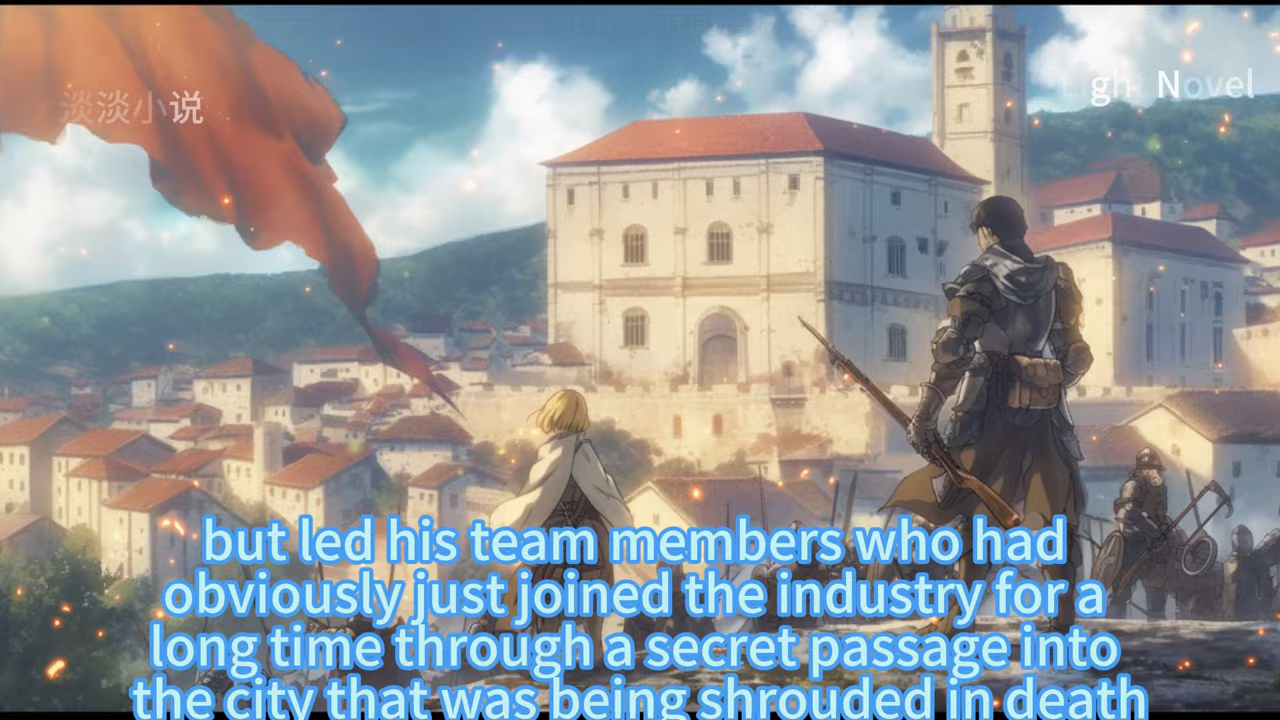 淡淡小说
Light Novel
but led his team members who had
obviously just joined the industry for a
long time through a secret passage into
the city that was being shrouded in death